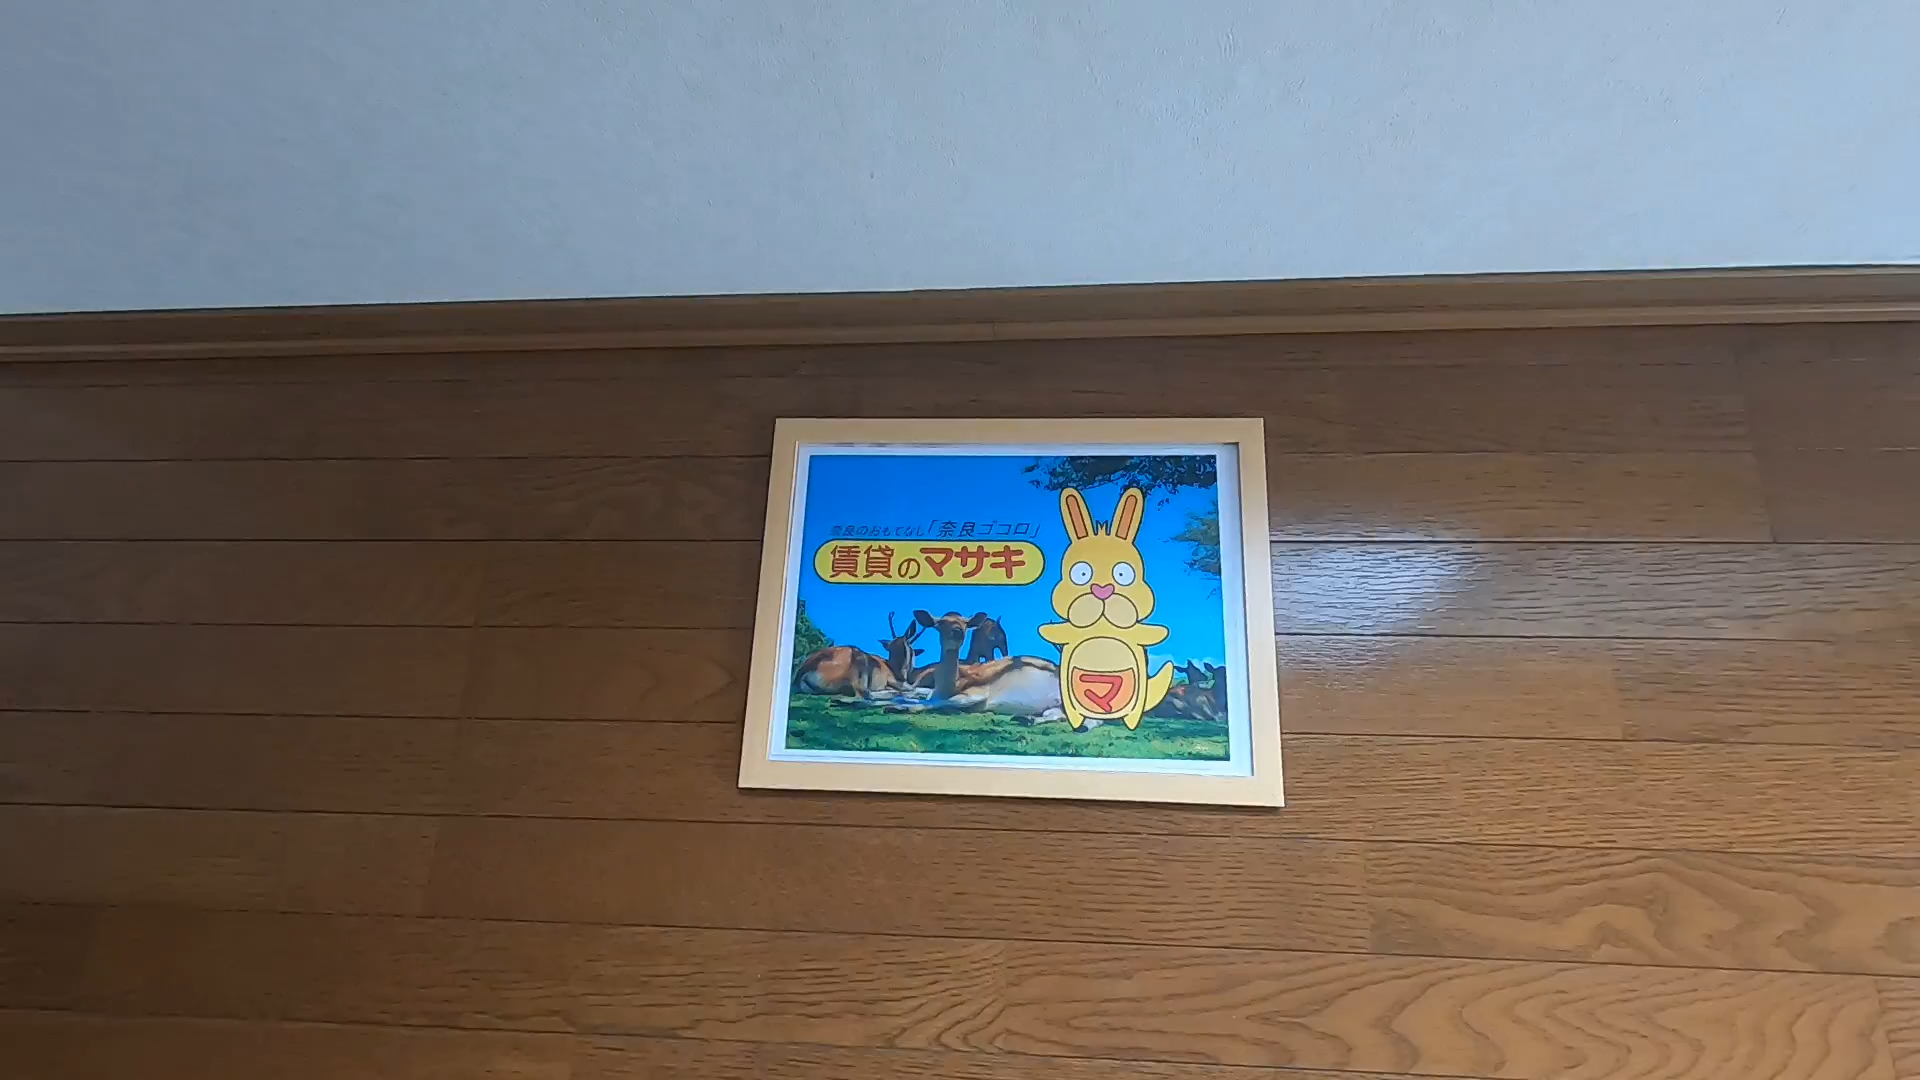 奈良のおもてなし「奈良ゴコロ」
賃貸のマサキ
マ